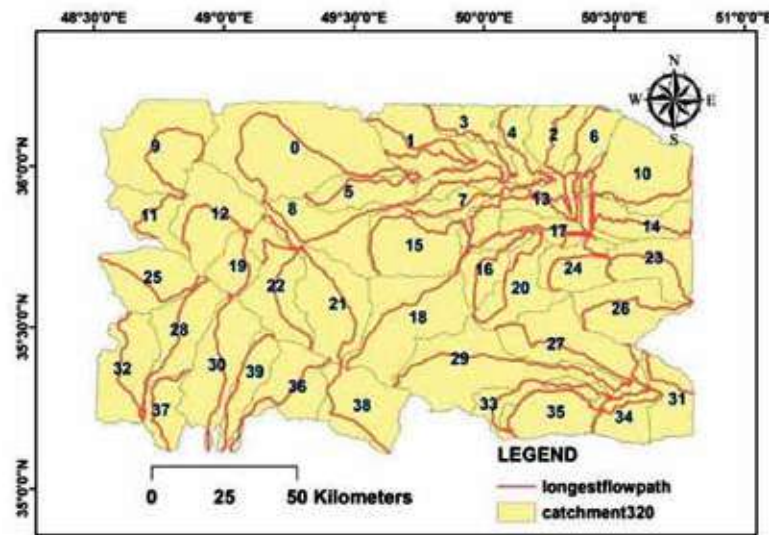 48°30'0"E 49°0'0"E 49°30'0"E 50°0'0"E 50°30'0"E 51°0'0"E
N
W E
S
36°0'0"N
35°30'0"N
35°0'0"N
3
4 2 6
9 0 1
10
5
11 12 8 7 13
14
17
15
19 16 24 23
25 22 20
21 18 26
28
27
32 30 39 29
36
37 38 33 35 34 31
LEGEND
longestflowpath
catchment320
0 25 50 Kilometers